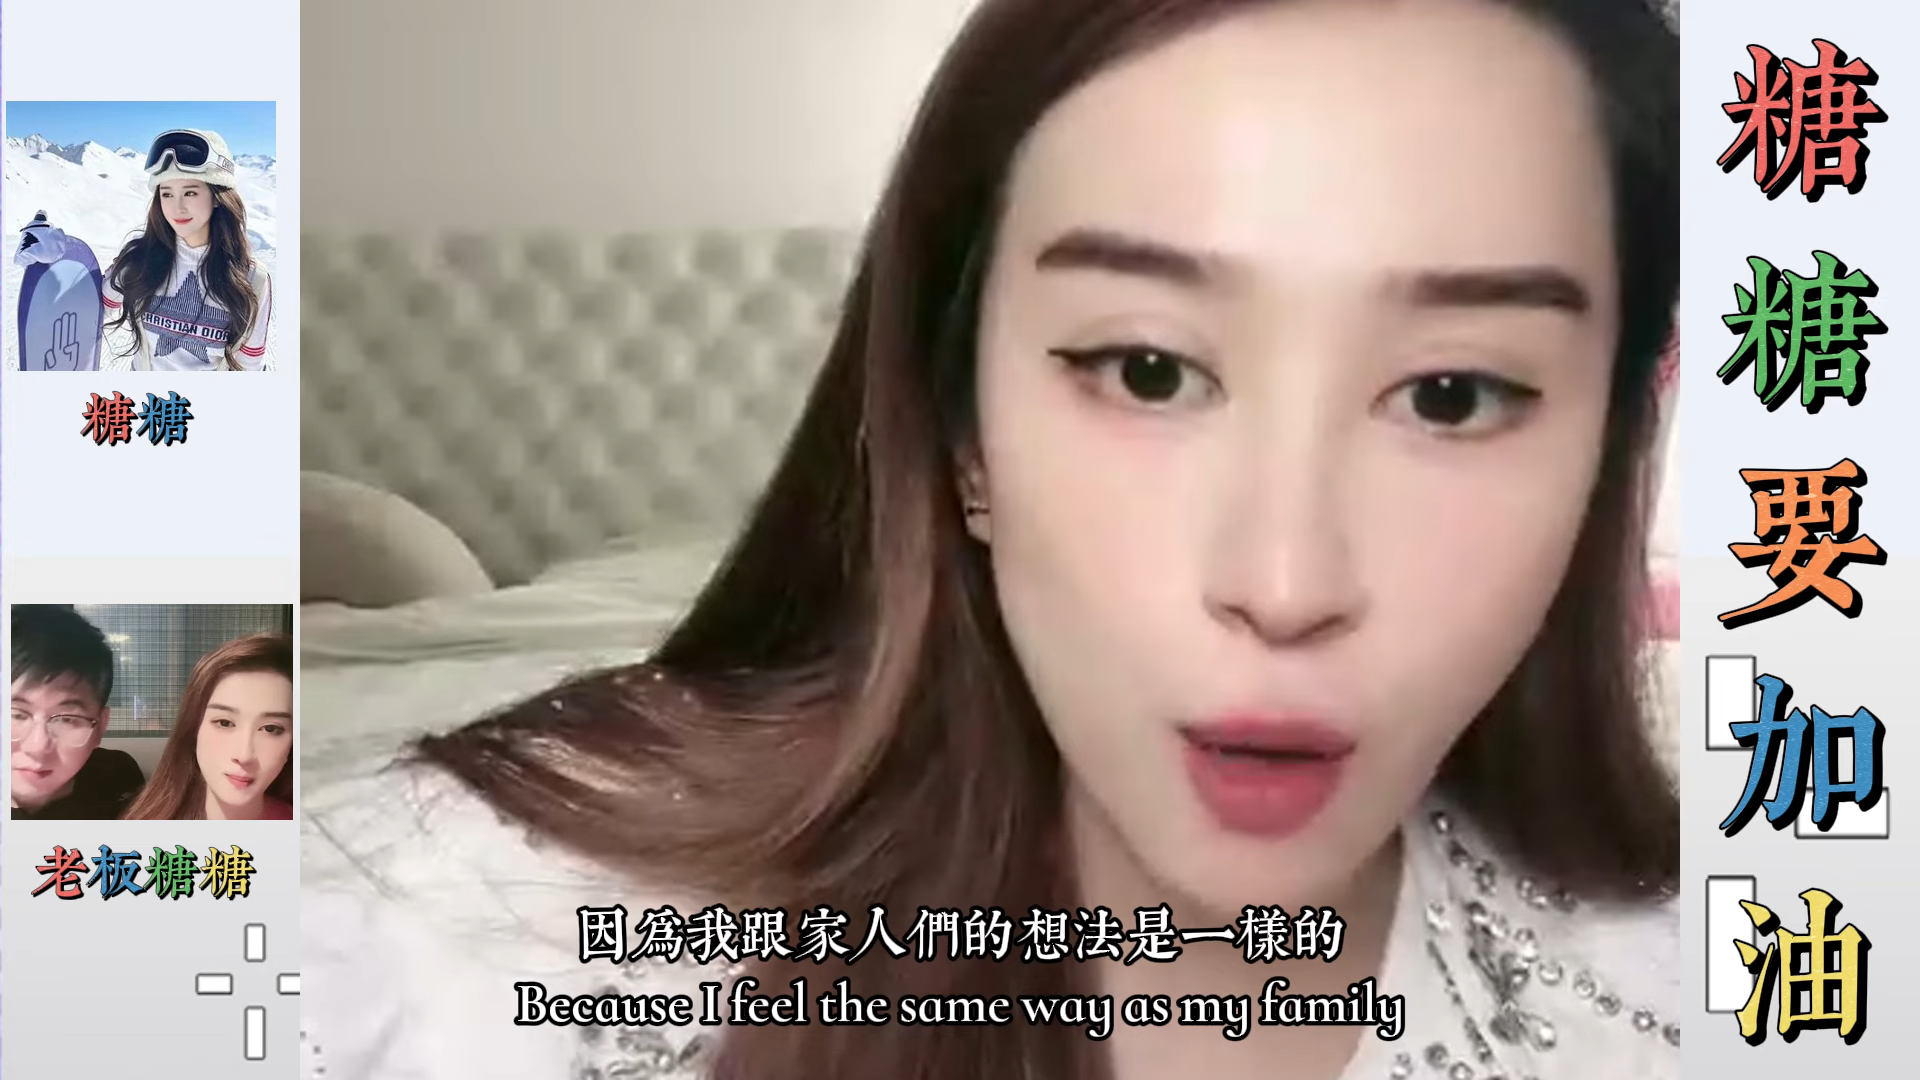 CHRISTIAN DIOR
糖糖
老板糖糖
因爲我跟家人們的想法是一樣的
Because I feel the same way as my family
糖糖要加油